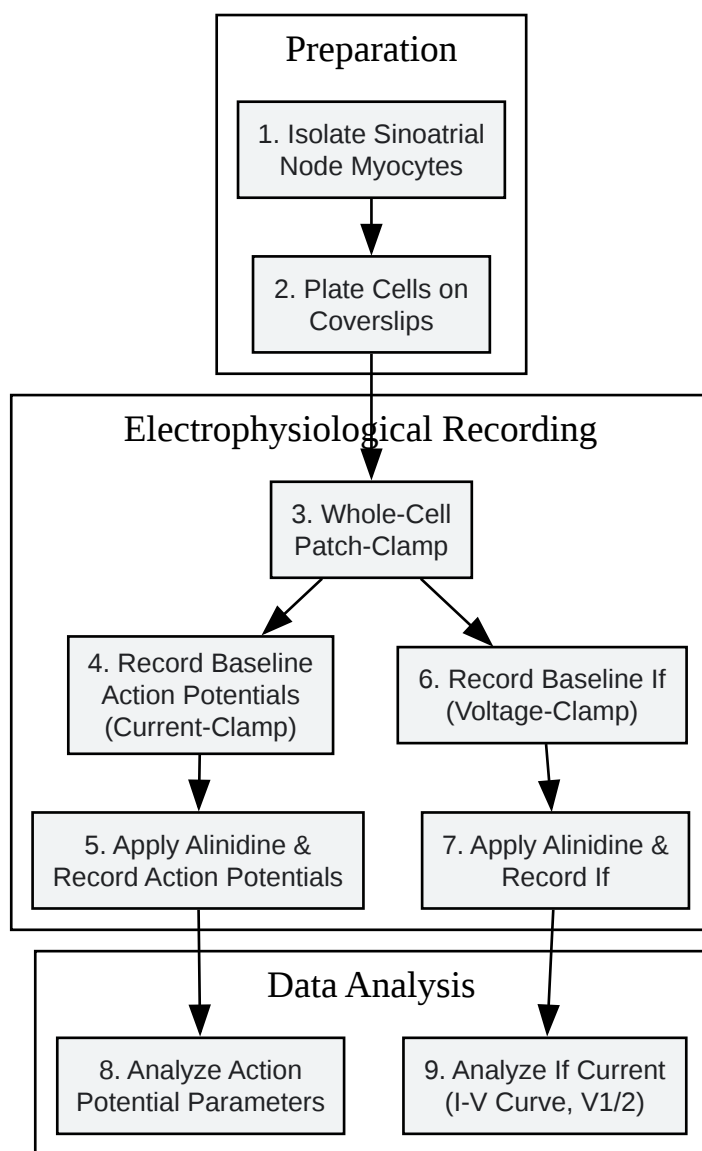 Preparation
1. Isolate Sinoatrial
Node Myocytes
2. Plate Cells on
Coverslips
Electrophysiological Recording
3. Whole-Cell
Patch-Clamp
4. Record Baseline
Action Potentials
(Current-Clamp)
6. Record Baseline If
(Voltage-Clamp)
5. Apply Alinidine &
Record Action Potentials
7. Apply Alinidine &
Record If
Data Analysis
8. Analyze Action
Potential Parameters
9. Analyze If Current
(I-V Curve, V1/2)